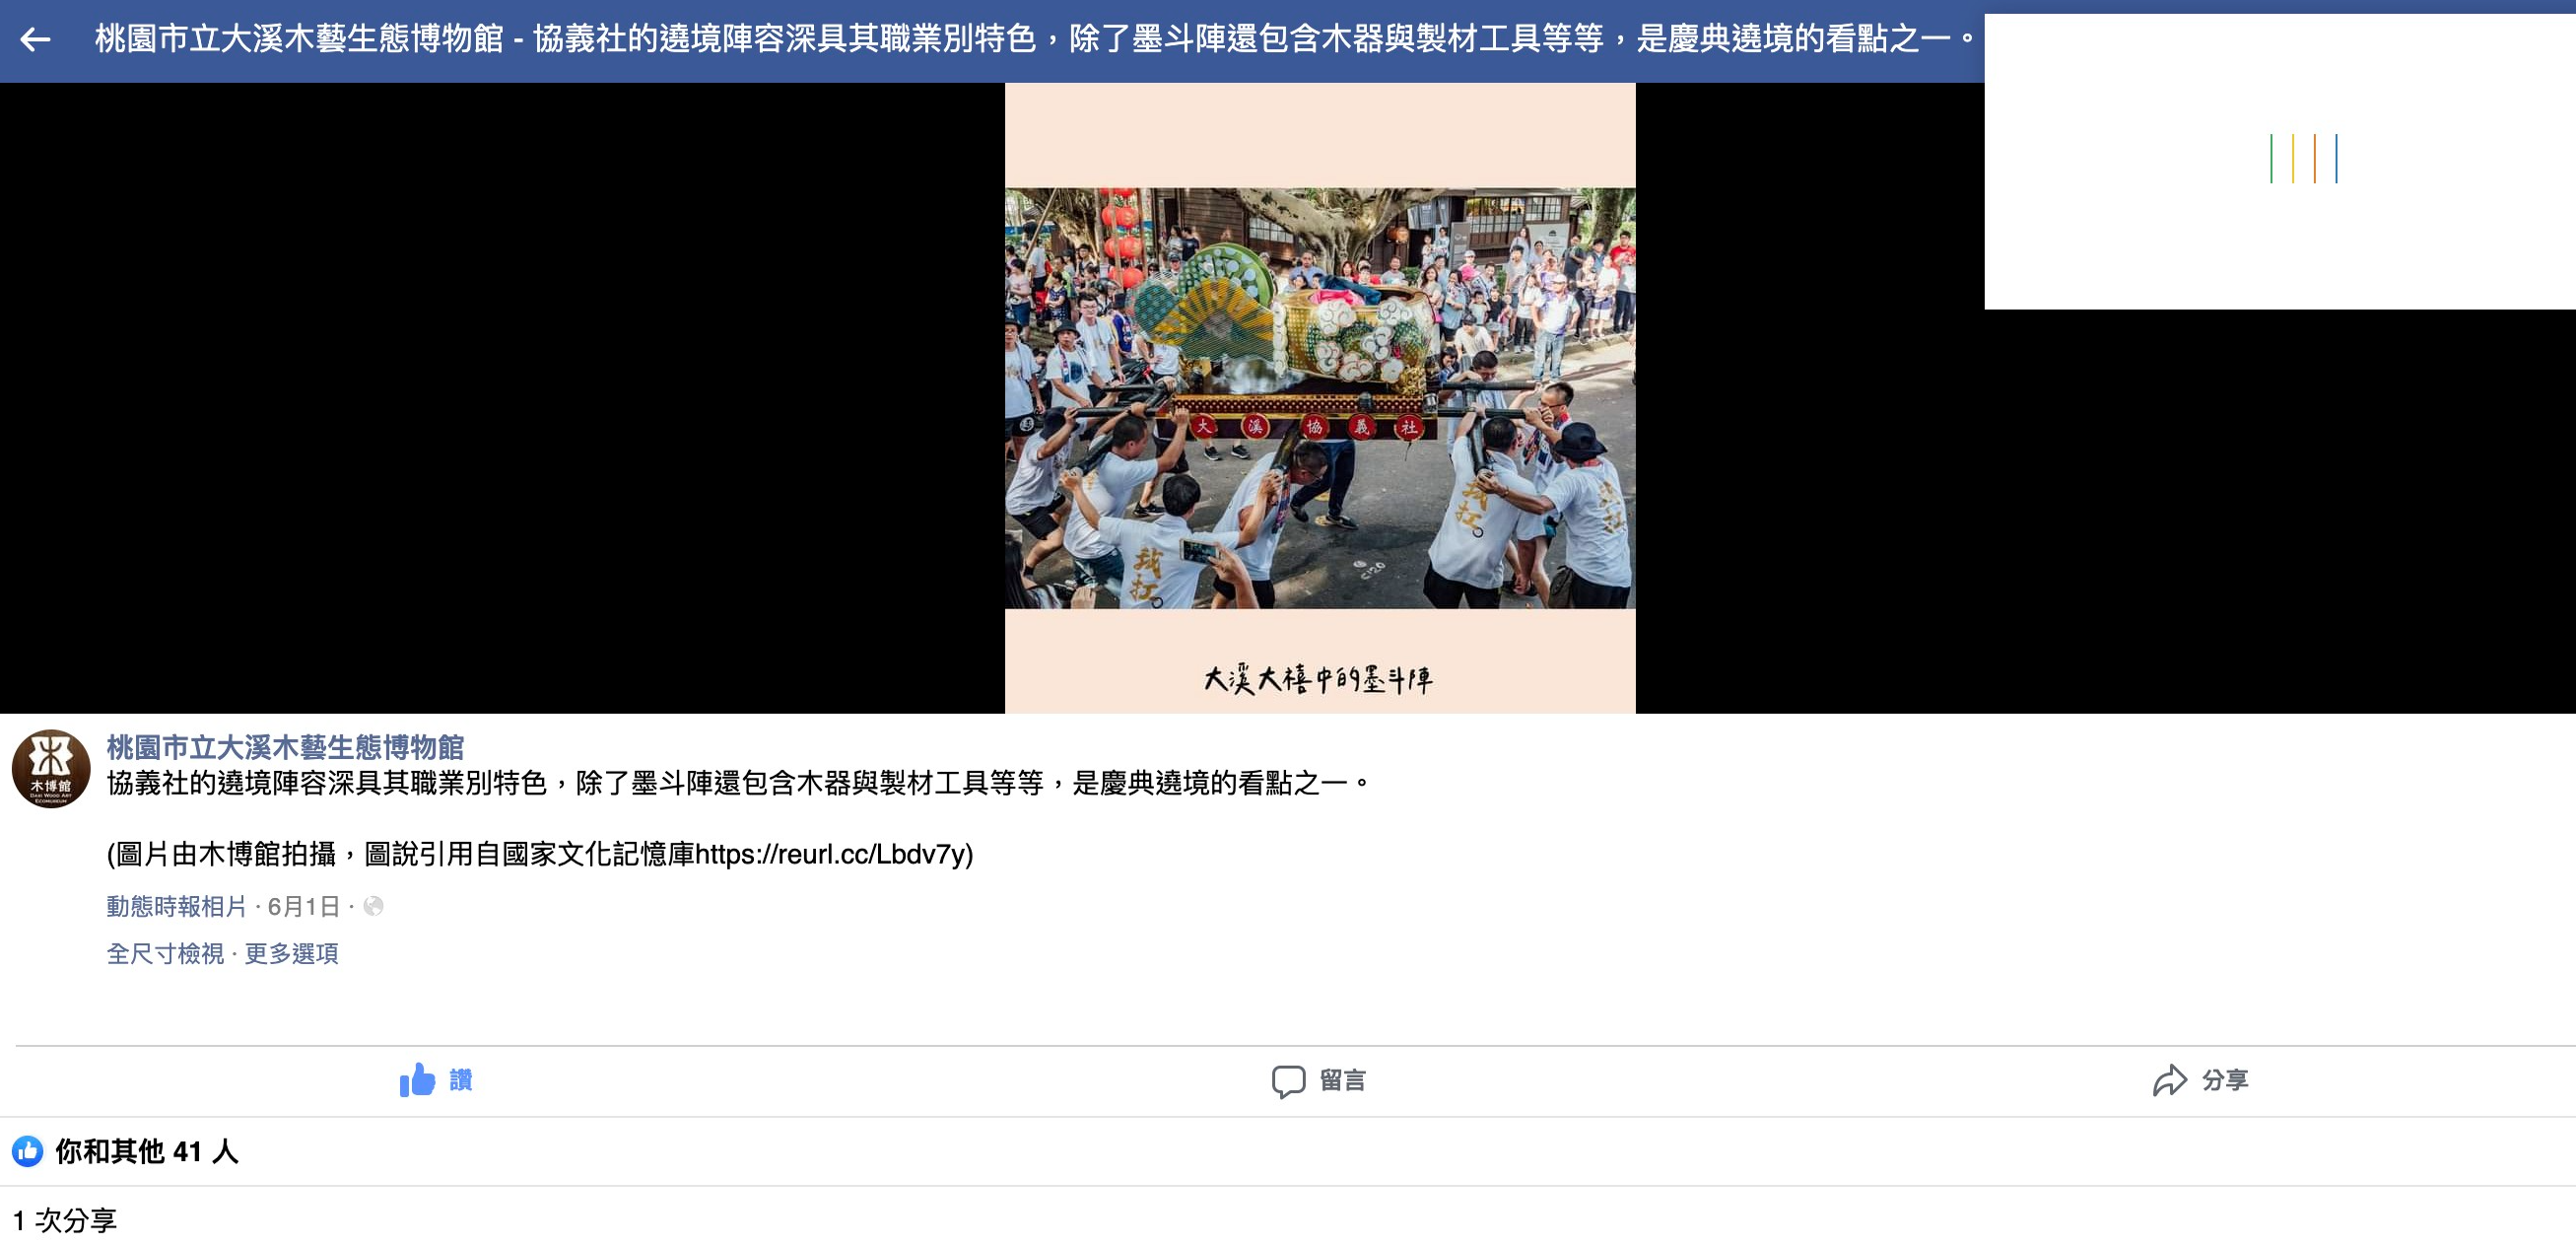 桃園市立大溪木藝生態博物館 - 協義社的遶境陣容深具其職業別特色，除了墨斗陣還包含木器與製材工具等等，是慶典遶境的看點之一。
大溪協義社
我扛
我扛
大溪大禧中的墨斗陣
桃園市立大溪木藝生態博物館
協義社的遶境陣容深具其職業別特色，除了墨斗陣還包含木器與製材工具等等，是慶典遶境的看點之一。
木博館
DAXI WOOD ART
ECOMUSEUM
(圖片由木博館拍攝，圖說引用自國家文化記憶庫https://reurl.cc/Lbdv7y)
動態時報相片 · 6月1日 ·
全尺寸檢視 · 更多選項
讚
留言
分享
你和其他 41 人
1 次分享